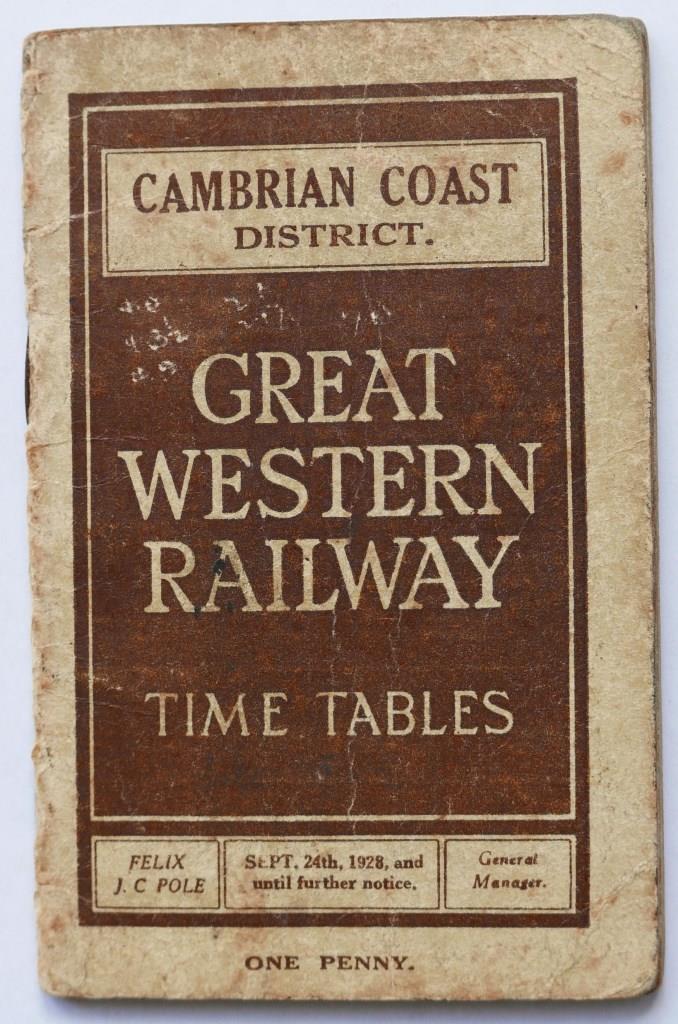 CAMBRIAN COAST
DISTRICT.
GREAT
WESTERN
RAILWAY
TIME TABLES
FELIX
J. C POLE
SEPT. 24th, 1928, and
until further notice.
General
Manager.
ONE PENNY.